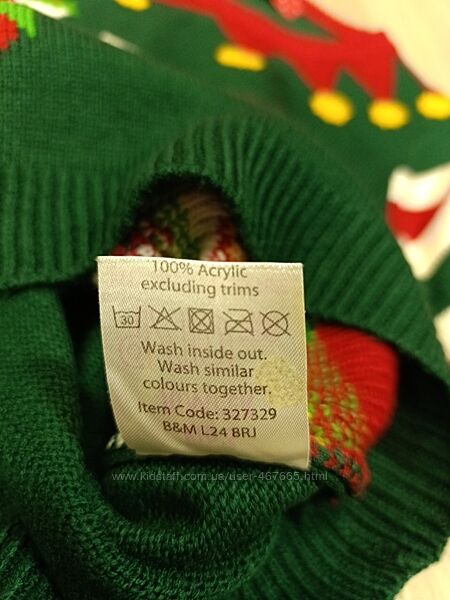 100% Acrylic
excluding trims
30
Wash inside out.
Wash similar
colours together.
Item Code: 327329
B&M L24 BRJ
www.kidstaff.com.ua/user-467665.html